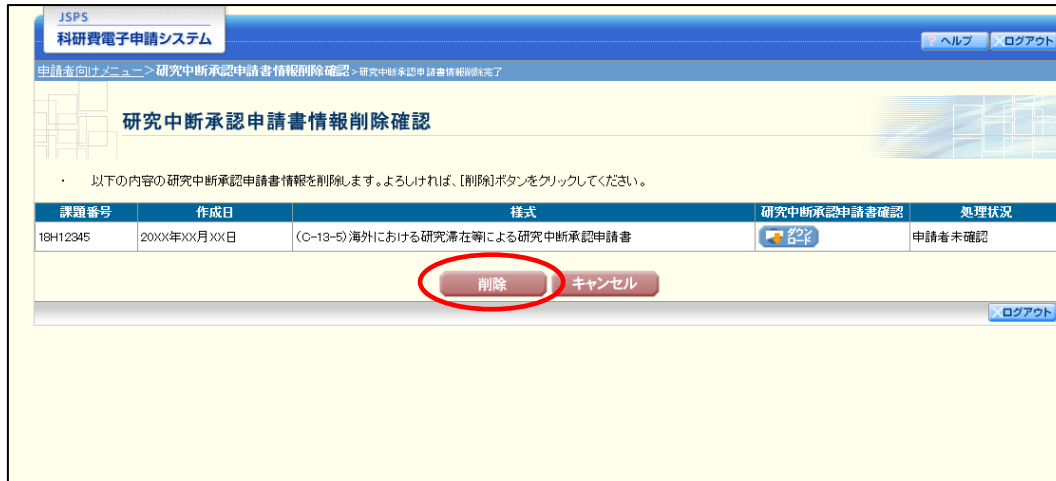 JSPS
科研費電子申請システム
ヘルプ ログアウト
申請者向けメニュー>研究中断承認申請書情報削除確認>研究中断承認申請書情報削除完了
研究中断承認申請書情報削除確認
・ 以下の内容の研究中断承認申請書情報を削除します。よろしければ、[削除]ボタンをクリックしてください。
課題番号 作成日 様式 研究中断承認申請書確認 処理状況
18H12345 20XX年XX月XX日 (C-13-5)海外における研究滞在等による研究中断承認申請書 ダウンロード 申請者未確認
削除 キャンセル
ログアウト